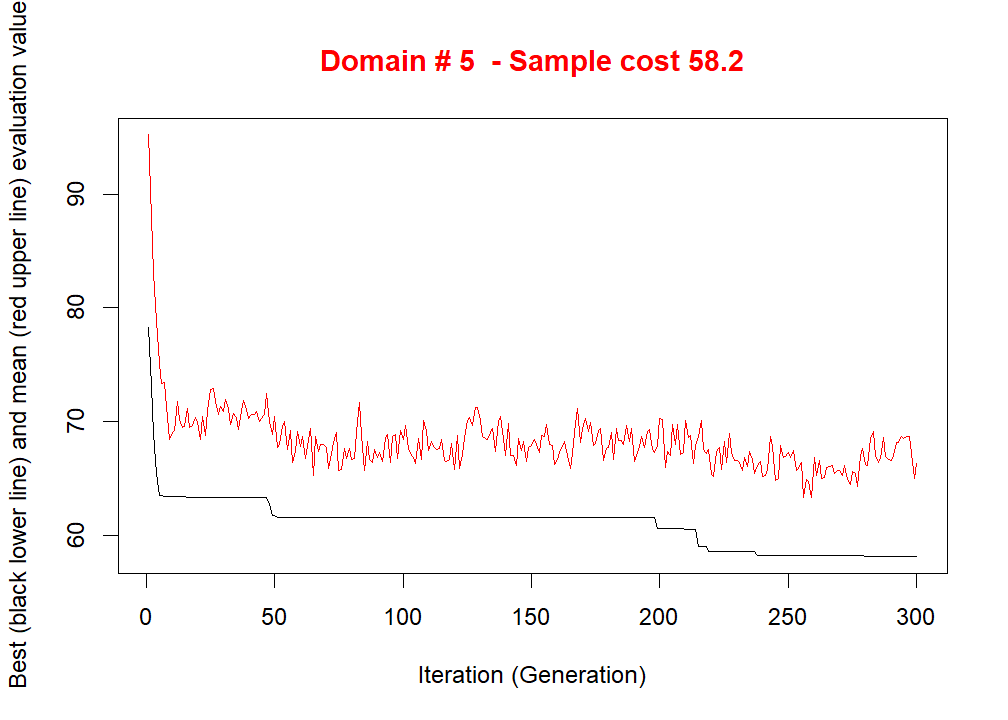 Domain # 5  - Sample cost 58.2
Best (black lower line) and mean (red upper line) evaluation value
90
80
70
60
0 50 100 150 200 250 300
Iteration (Generation)